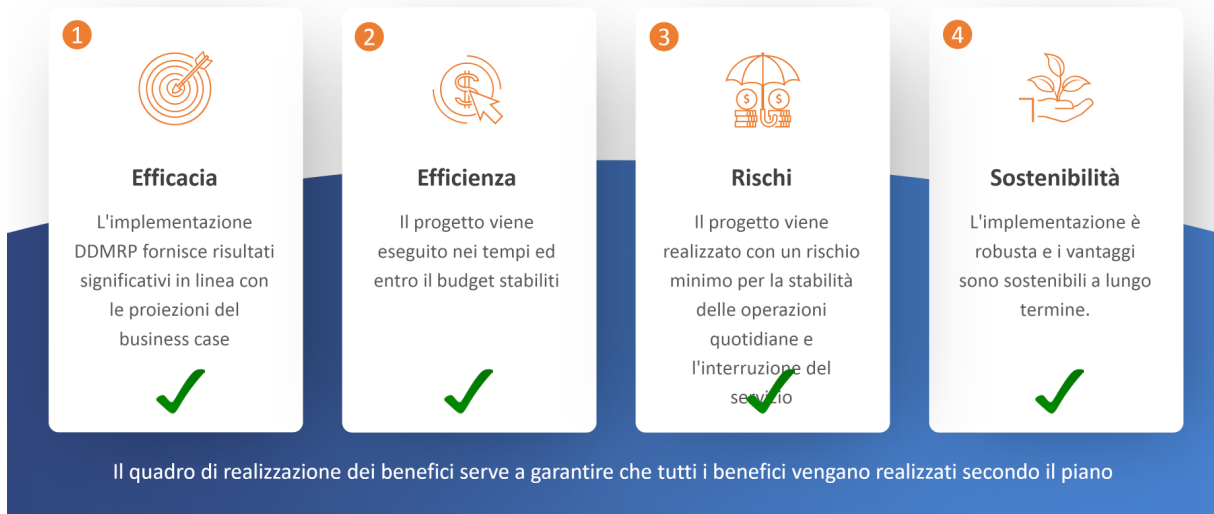 1
Efficacia
L'implementazione
DDMRP fornisce risultati
significativi in linea con
le proiezioni del
business case
2
Efficienza
Il progetto viene
eseguito nei tempi ed
entro il budget stabiliti
3
$ $
Rischi
Il progetto viene
realizzato con un rischio
minimo per la stabilità
delle operazioni
quotidiane e
l'interruzione del
servizio
4
Sostenibilità
L'implementazione è
robusta e i vantaggi
sono sostenibili a lungo
termine.
Il quadro di realizzazione dei benefici serve a garantire che tutti i benefici vengano realizzati secondo il piano